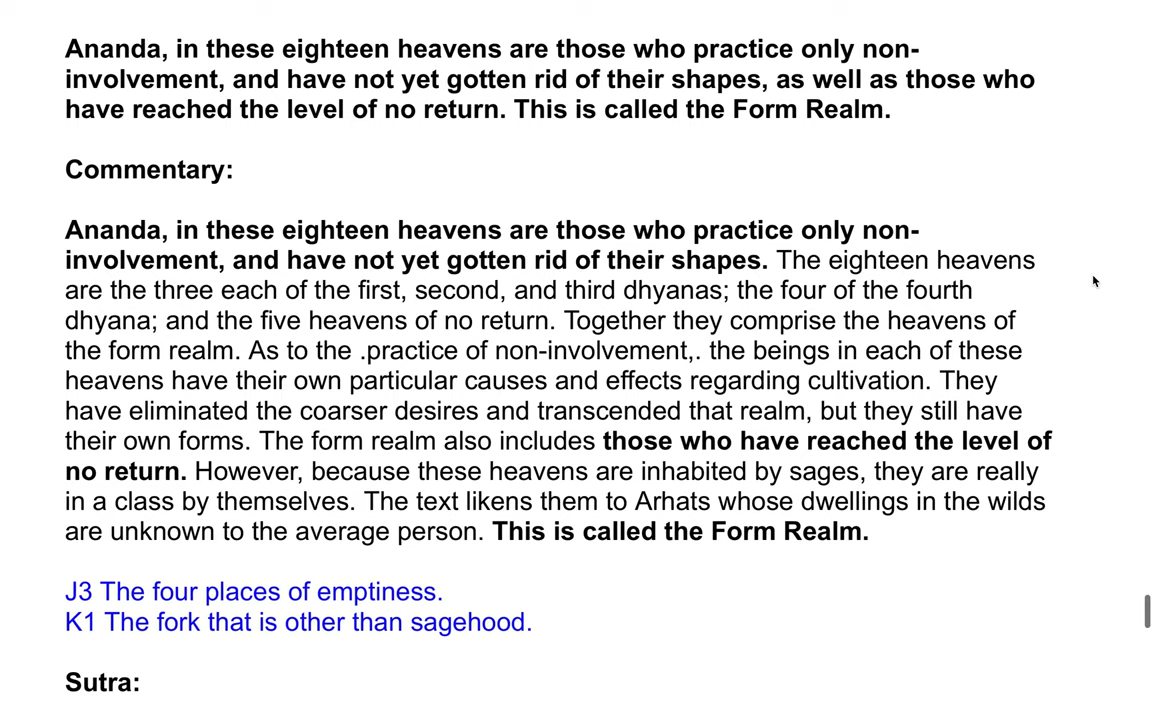 Ananda, in these eighteen heavens are those who practice only non-
involvement, and have not yet gotten rid of their shapes, as well as those who
have reached the level of no return. This is called the Form Realm.
Commentary:
Ananda, in these eighteen heavens are those who practice only non-
involvement, and have not yet gotten rid of their shapes. The eighteen heavens
are the three each of the first, second, and third dhyanas; the four of the fourth
dhyana; and the five heavens of no return. Together they comprise the heavens of
the form realm. As to the .practice of non-involvement,. the beings in each of these
heavens have their own particular causes and effects regarding cultivation. They
have eliminated the coarser desires and transcended that realm, but they still have
their own forms. The form realm also includes those who have reached the level of
no return. However, because these heavens are inhabited by sages, they are really
in a class by themselves. The text likens them to Arhats whose dwellings in the wilds
are unknown to the average person. This is called the Form Realm.
J3 The four places of emptiness.
K1 The fork that is other than sagehood.
Sutra: